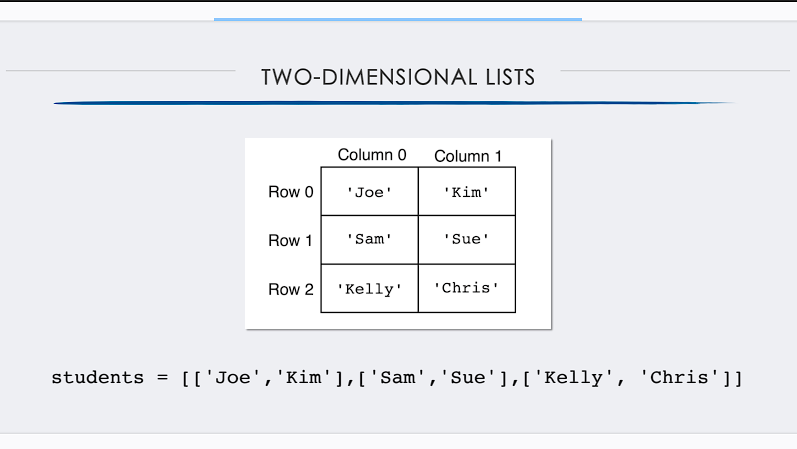 TWO-DIMENSIONAL LISTS
Column 0 Column 1
Row 0 'Joe' 'Kim'
Row 1 'Sam' 'Sue'
Row 2 'Kelly' 'Chris'
students = [['Joe','Kim'],['Sam','Sue'],['Kelly', 'Chris']]